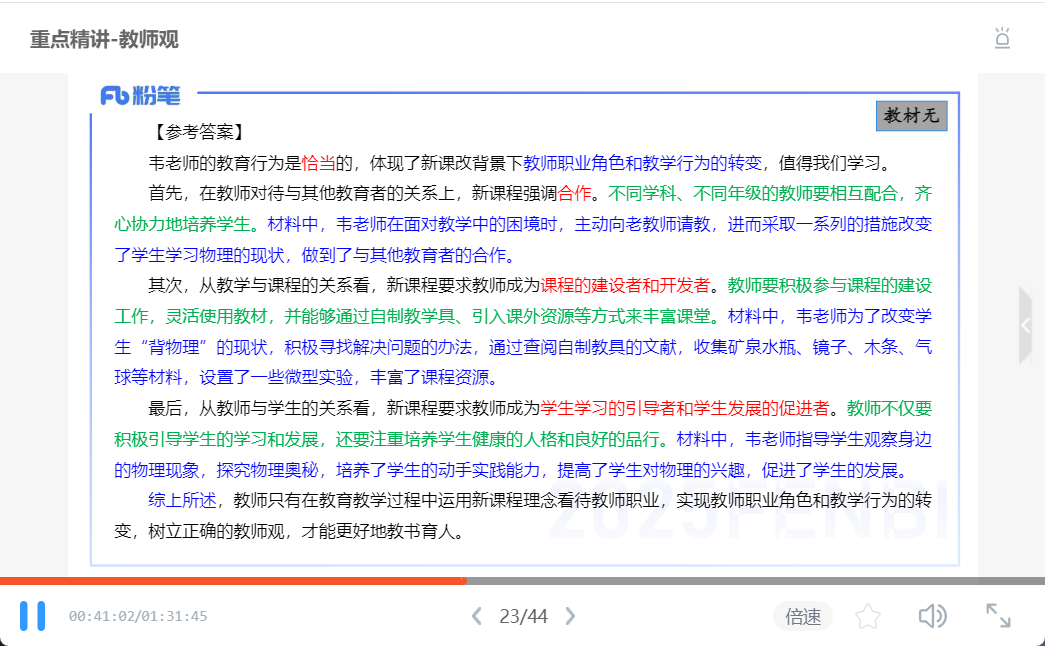 重点精讲-教师观
粉笔
教材无
【参考答案】
韦老师的教育行为是恰当的，体现了新课改背景下教师职业角色和教学行为的转变，值得我们学习。
首先，在教师对待与其他教育者的关系上，新课程强调合作。不同学科、不同年级的教师要相互配合，齐
心协力地培养学生。材料中，韦老师在面对教学中的困境时，主动向老教师请教，进而采取一系列的措施改变
了学生学习物理的现状，做到了与其他教育者的合作。
其次，从教学与课程的关系看，新课程要求教师成为课程的建设者和开发者。教师要积极参与课程的建设
工作，灵活使用教材，并能够通过自制教学具、引入课外资源等方式来丰富课堂。材料中，韦老师为了改变学
生“背物理”的现状，积极寻找解决问题的办法，通过查阅自制教具的文献，收集矿泉水瓶、镜子、木条、气
球等材料，设置了一些微型实验，丰富了课程资源。
最后，从教师与学生的关系看，新课程要求教师成为学生学习的引导者和学生发展的促进者。教师不仅要
积极引导学生的学习和发展，还要注重培养学生健康的人格和良好的品行。材料中，韦老师指导学生观察身边
的物理现象，探究物理奥秘，培养了学生的动手实践能力，提高了学生对物理的兴趣，促进了学生的发展。
综上所述，教师只有在教育教学过程中运用新课程理念看待教师职业，实现教师职业角色和教学行为的转
变，树立正确的教师观，才能更好地教书育人。
2025FENBI
00:41:02/01:31:45
23/44
倍速